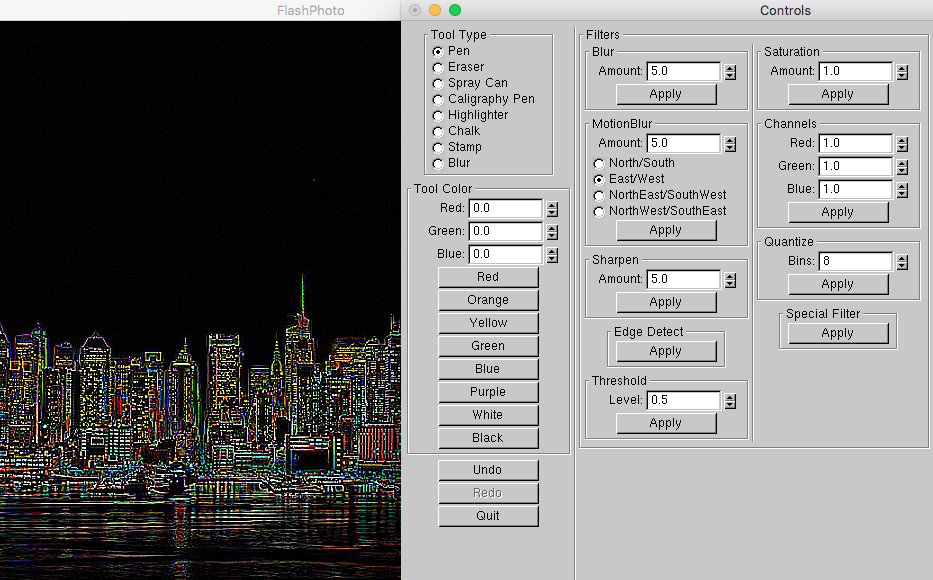 FlashPhoto
Controls
Tool Type
Pen
Eraser
Spray Can
Caligraphy Pen
Highlighter
Chalk
Stamp
Blur
Tool Color
Red: 0.0
Green: 0.0
Blue: 0.0
Red
Orange
Yellow
Green
Blue
Purple
White
Black
Undo
Redo
Quit
Filters
Blur
Amount: 5.0
Apply
MotionBlur
Amount: 5.0
North/South
East/West
NorthEast/SouthWest
NorthWest/SouthEast
Apply
Sharpen
Amount: 5.0
Apply
Edge Detect
Apply
Threshold
Level: 0.5
Apply
Saturation
Amount: 1.0
Apply
Channels
Red: 1.0
Green: 1.0
Blue: 1.0
Apply
Quantize
Bins: 8
Apply
Special Filter
Apply